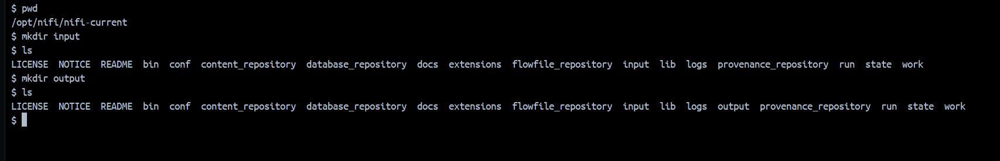 $ pwd
/opt/nifi/nifi-current
$ mkdir input
$ ls
LICENSE  NOTICE  README  bin  conf  content_repository  database_repository  docs  extensions  flowfile_repository  input  lib  logs  provenance_repository  run  state  work
$ mkdir output
$ ls
LICENSE  NOTICE  README  bin  conf  content_repository  database_repository  docs  extensions  flowfile_repository  input  lib  logs  output  provenance_repository  run  state  work
$